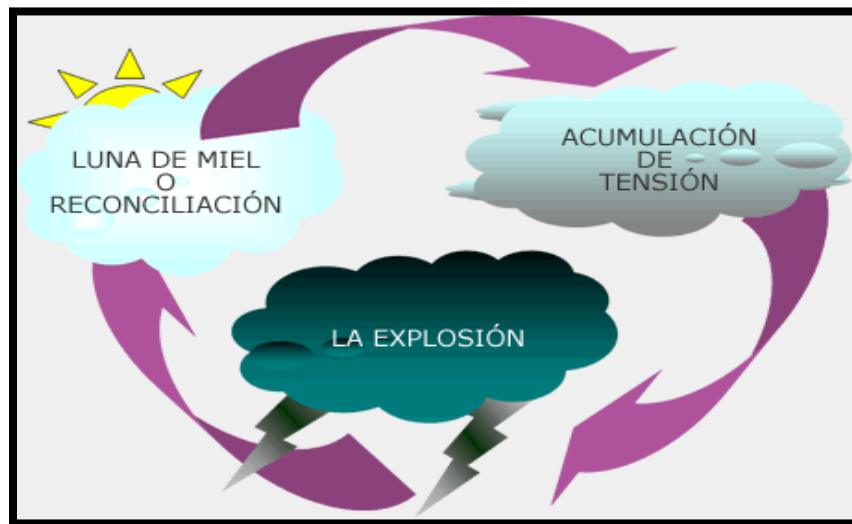 LUNA DE MIEL
O
RECONCILIACIÓN
ACUMULACIÓN
DE
TENSIÓN
LA EXPLOSIÓN